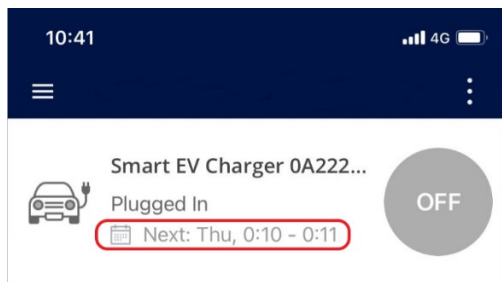 10:41
4G
Smart EV Charger 0A222...
Plugged In
OFF
Next: Thu, 0:10 - 0:11